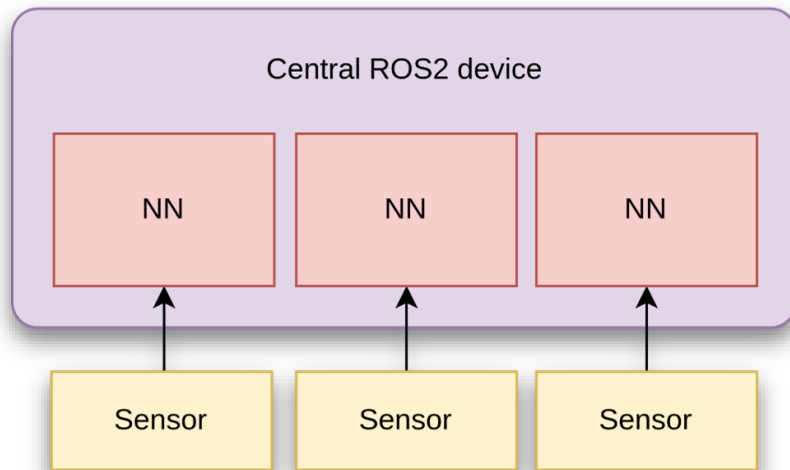 Central ROS2 device
NN
NN
NN
Sensor
Sensor
Sensor